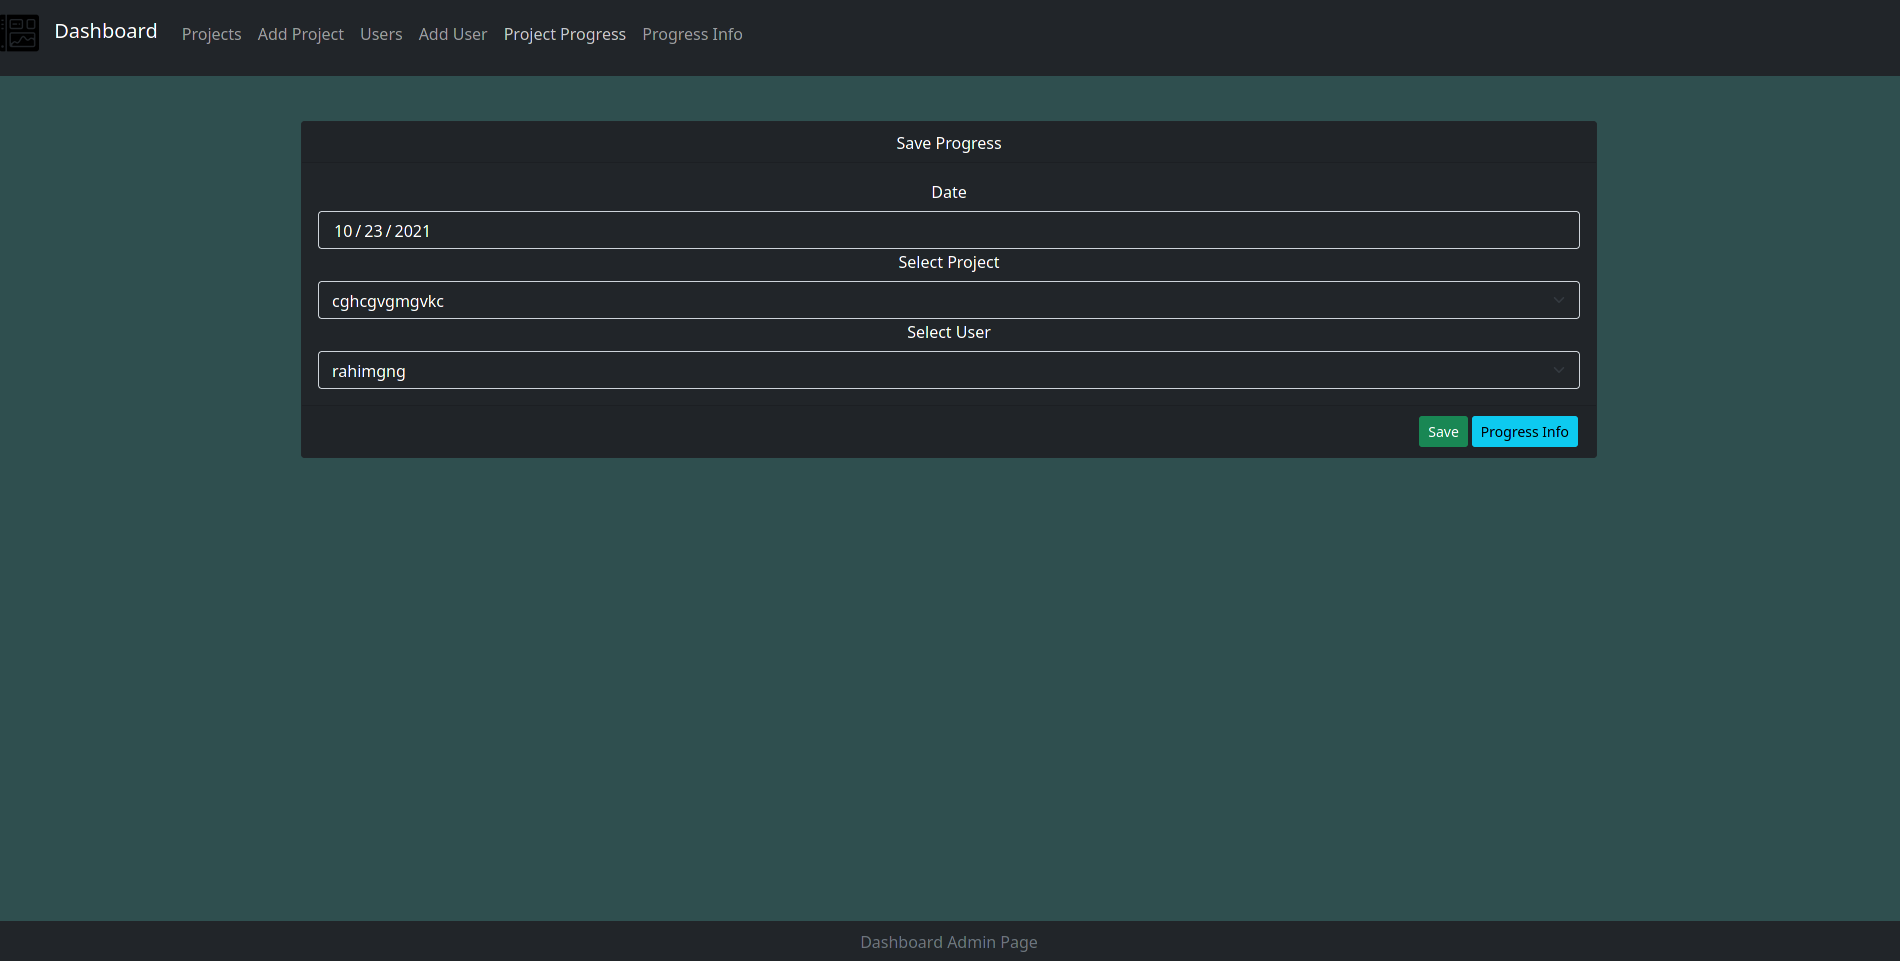 Dashboard Projects Add Project Users Add User Project Progress Progress Info
Save Progress
Date
10 / 23 / 2021
Select Project
cghcgvgmgvkc
Select User
rahimgng
Save Progress Info
Dashboard Admin Page